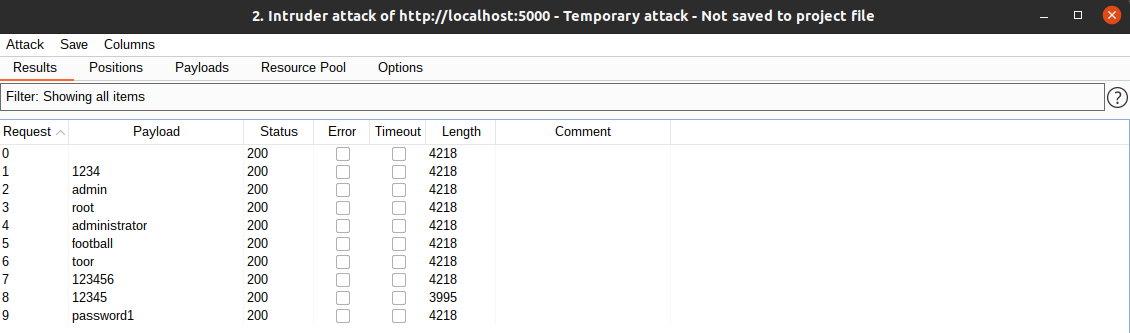 2. Intruder attack of http://localhost:5000 - Temporary attack - Not saved to project file
Attack Save Columns
Results Positions Payloads Resource Pool Options
Filter: Showing all items
?
Request Payload Status Error Timeout Length Comment
0 200 4218
1 1234 200 4218
2 admin 200 4218
3 root 200 4218
4 administrator 200 4218
5 football 200 4218
6 toor 200 4218
7 123456 200 4218
8 12345 200 3995
9 password1 200 4218